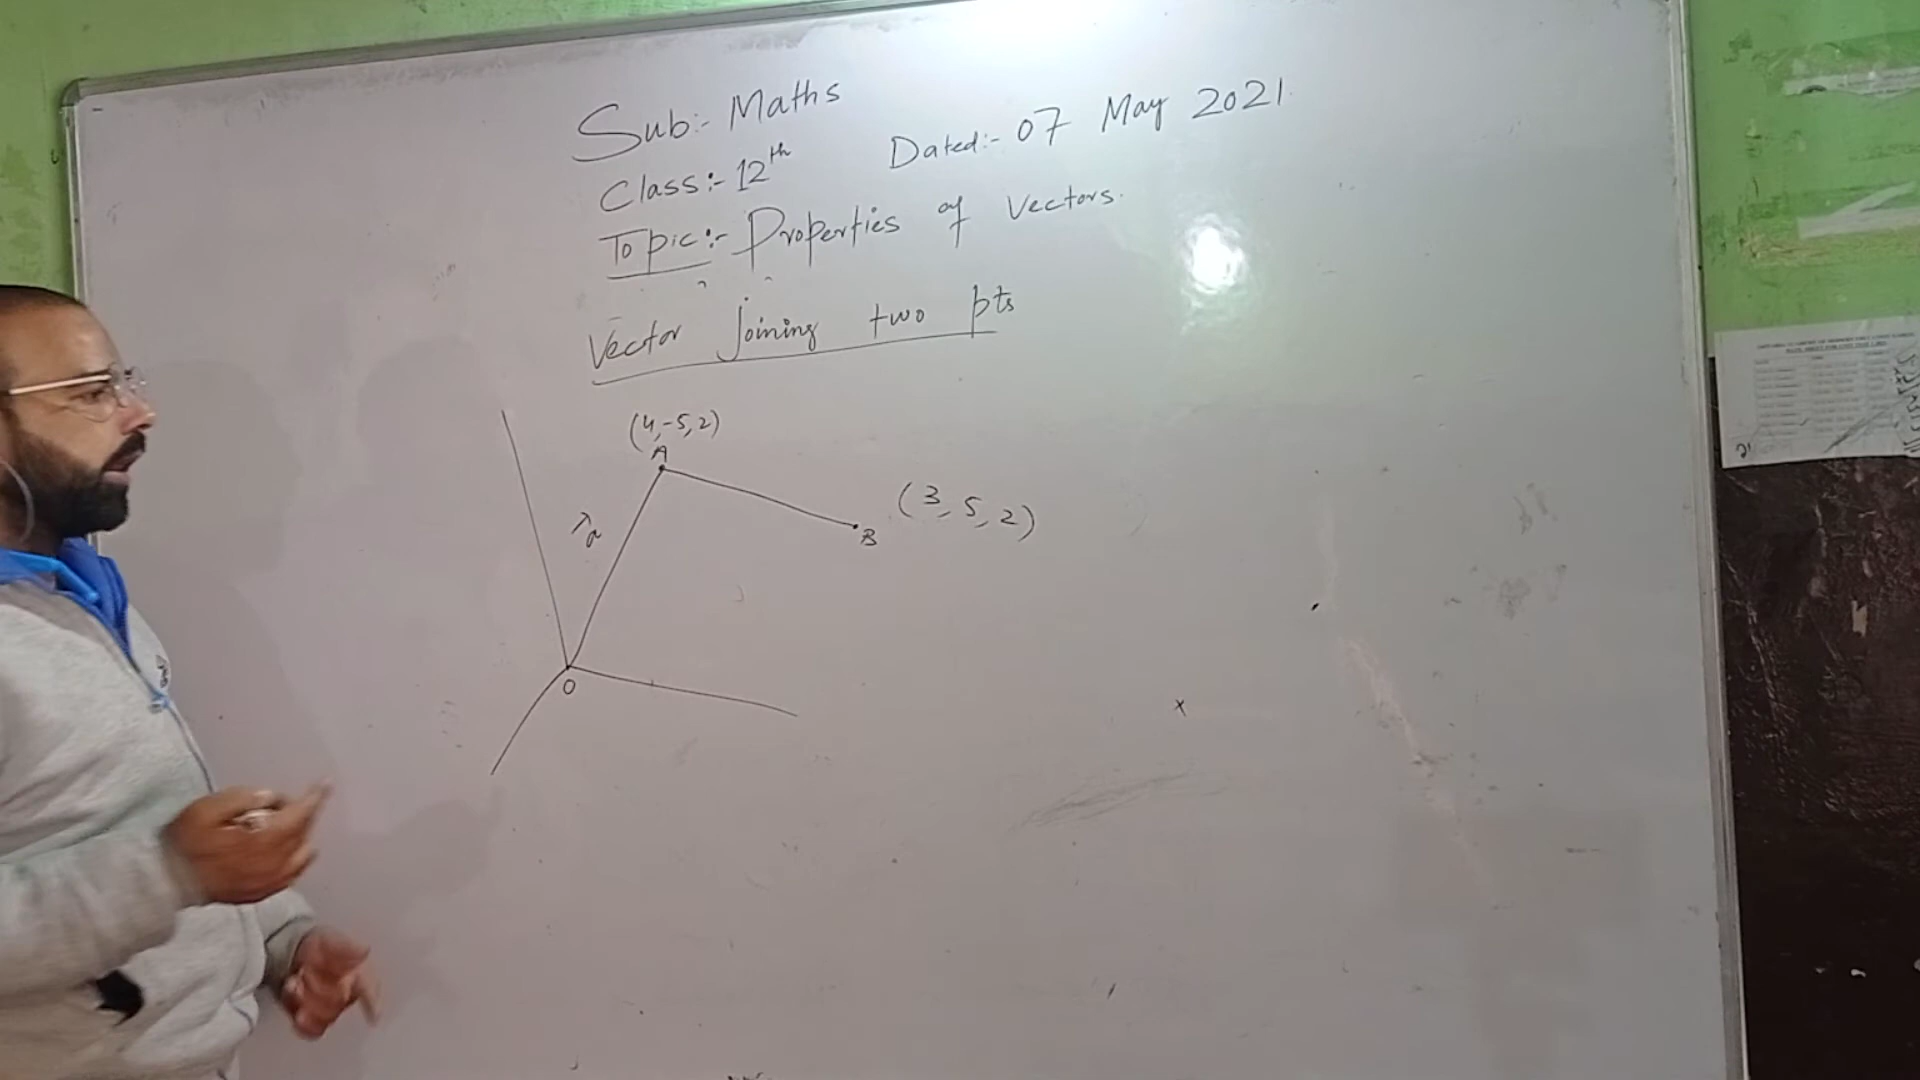 Sub:- Maths
Class:- 12th Dated:- 07 May 2021
Topic:- Properties of Vectors.
Vector Joining two pts
(4,-5,2)
A
(3,5,2)
B
a
O